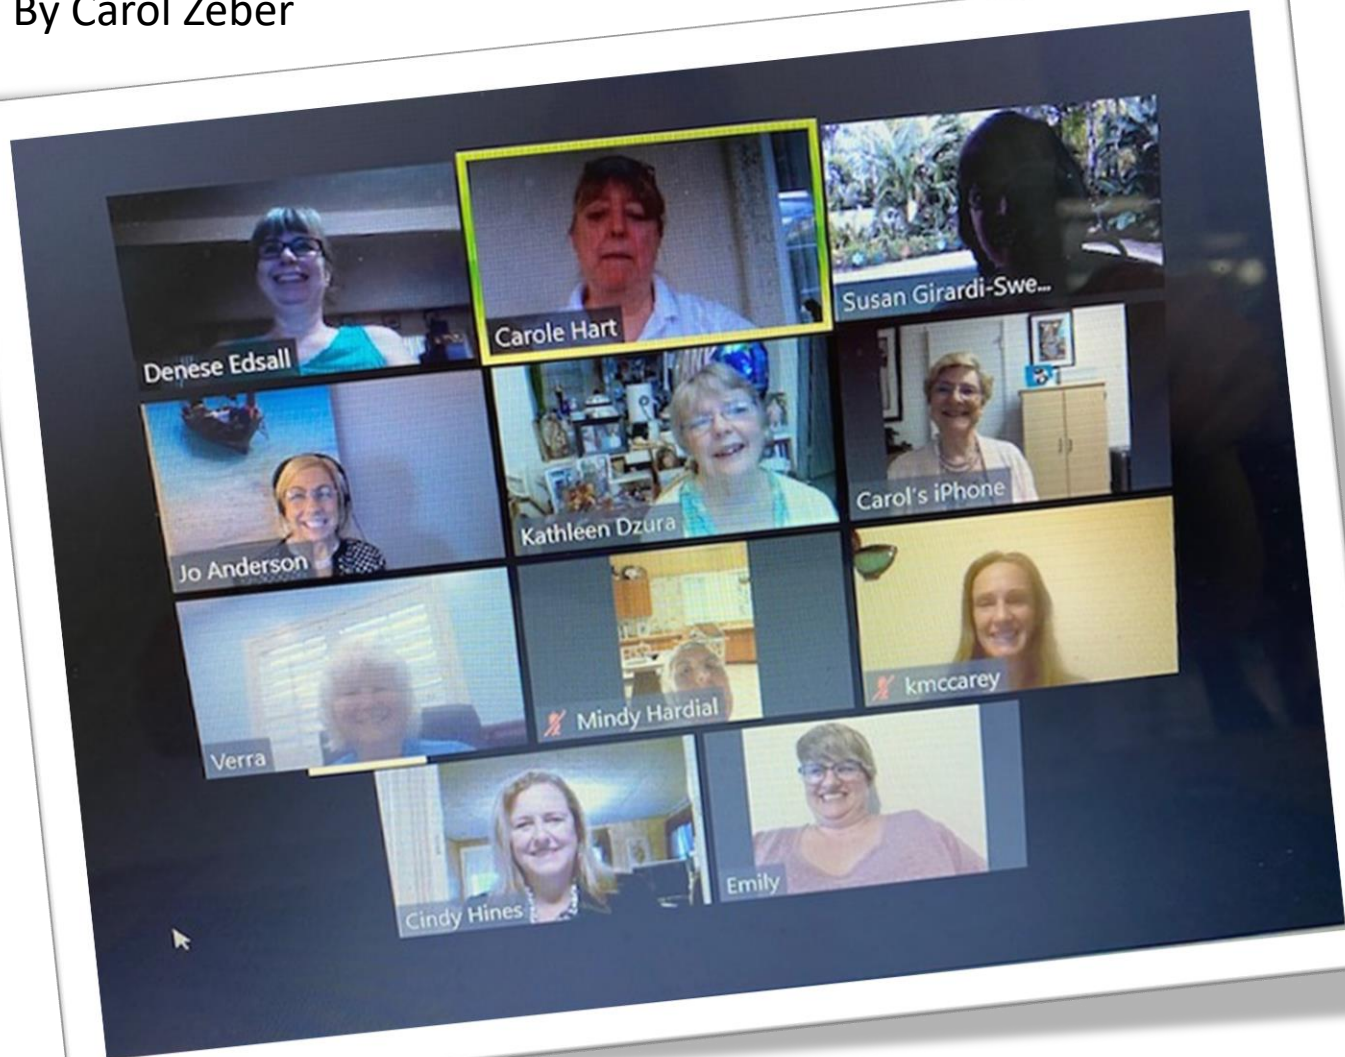 By Carol Zeber
Denese Edsall
Carole Hart
Susan Girardi-Swe...
Jo Anderson
Kathleen Dzura
Carol's iPhone
Verra
Mindy Hardial
kmccarey
Cindy Hines
Emily